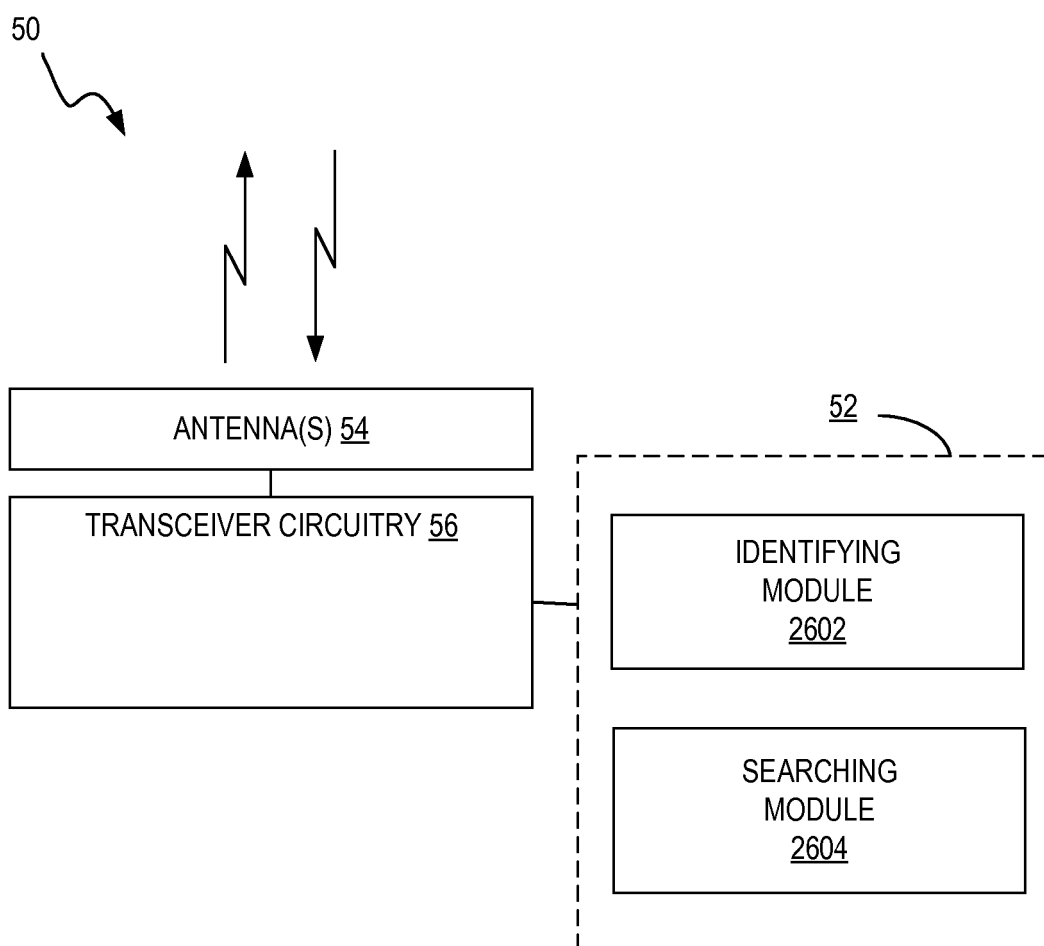 50
ANTENNA(S) 54
52
TRANSCEIVER CIRCUITRY 56
IDENTIFYING
MODULE
2602
SEARCHING
MODULE
2604